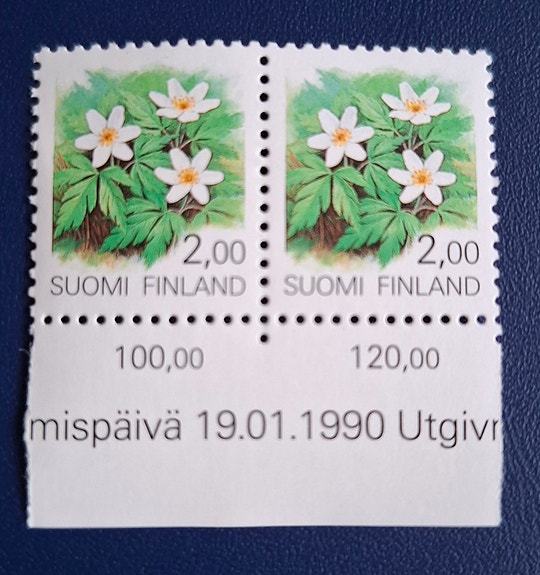 2,00 2,00
SUOMI FINLAND SUOMI FINLAND
100,00 120,00
mispäivä 19.01.1990 Utgivn